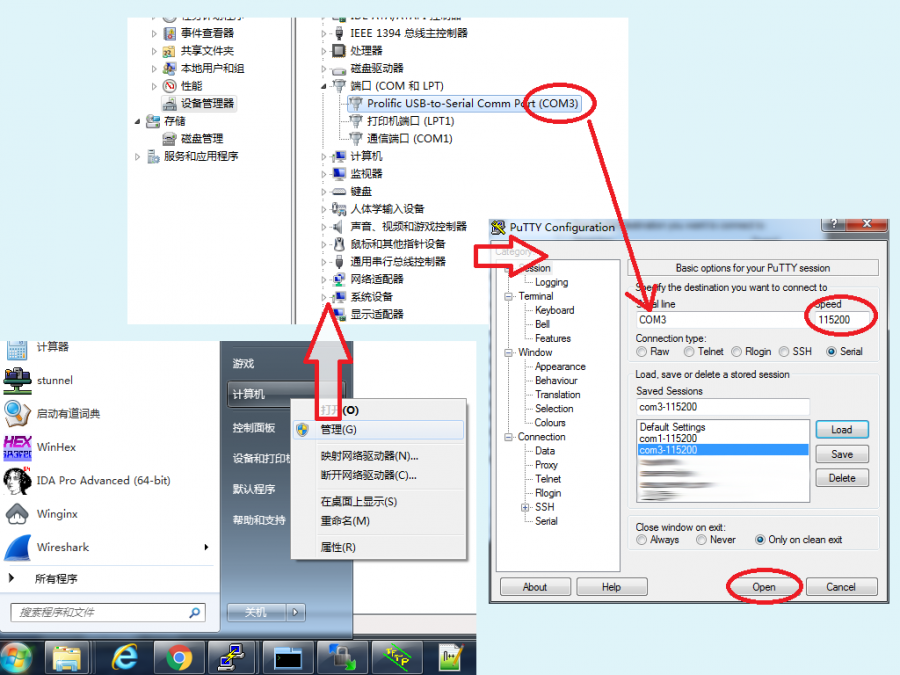 任务计划程序
事件查看器
共享文件夹
本地用户和组
性能
设备管理器
存储
磁盘管理
服务和应用程序
IDE ATA/ATAPI 控制器
IEEE 1394 总线主控制器
处理器
磁盘驱动器
端口 (COM 和 LPT)
Prolific USB-to-Serial Comm Port (COM3)
打印机端口 (LPT1)
通信端口 (COM1)
计算机
监视器
键盘
人体学输入设备
声音、视频和游戏控制器
鼠标和其他指针设备
通用串行总线控制器
网络适配器
系统设备
显示适配器
PuTTY Configuration
Category:
Session
Logging
Terminal
Keyboard
Bell
Features
Window
Appearance
Behaviour
Translation
Selection
Colours
Connection
Data
Proxy
Telnet
Rlogin
SSH
Serial
Basic options for your PuTTY session
Specify the destination you want to connect to
Serial line
Speed
COM3
115200
Connection type:
Raw
Telnet
Rlogin
SSH
Serial
Load, save or delete a stored session
Saved Sessions
com3-115200
Default Settings
com1-115200
com3-115200
Load
Save
Delete
Close window on exit:
Always
Never
Only on clean exit
About
Help
Open
Cancel
计算器
stunnel
启动有道词典
WinHex
IDA Pro Advanced (64-bit)
Winginx
Wireshark
所有程序
搜索程序和文件
游戏
计算机
控制面板
设备和打印机
默认程序
帮助和支持
关机
打开(O)
管理(G)
映射网络驱动器(N)...
断开网络驱动器(C)...
在桌面上显示(S)
重命名(M)
属性(R)